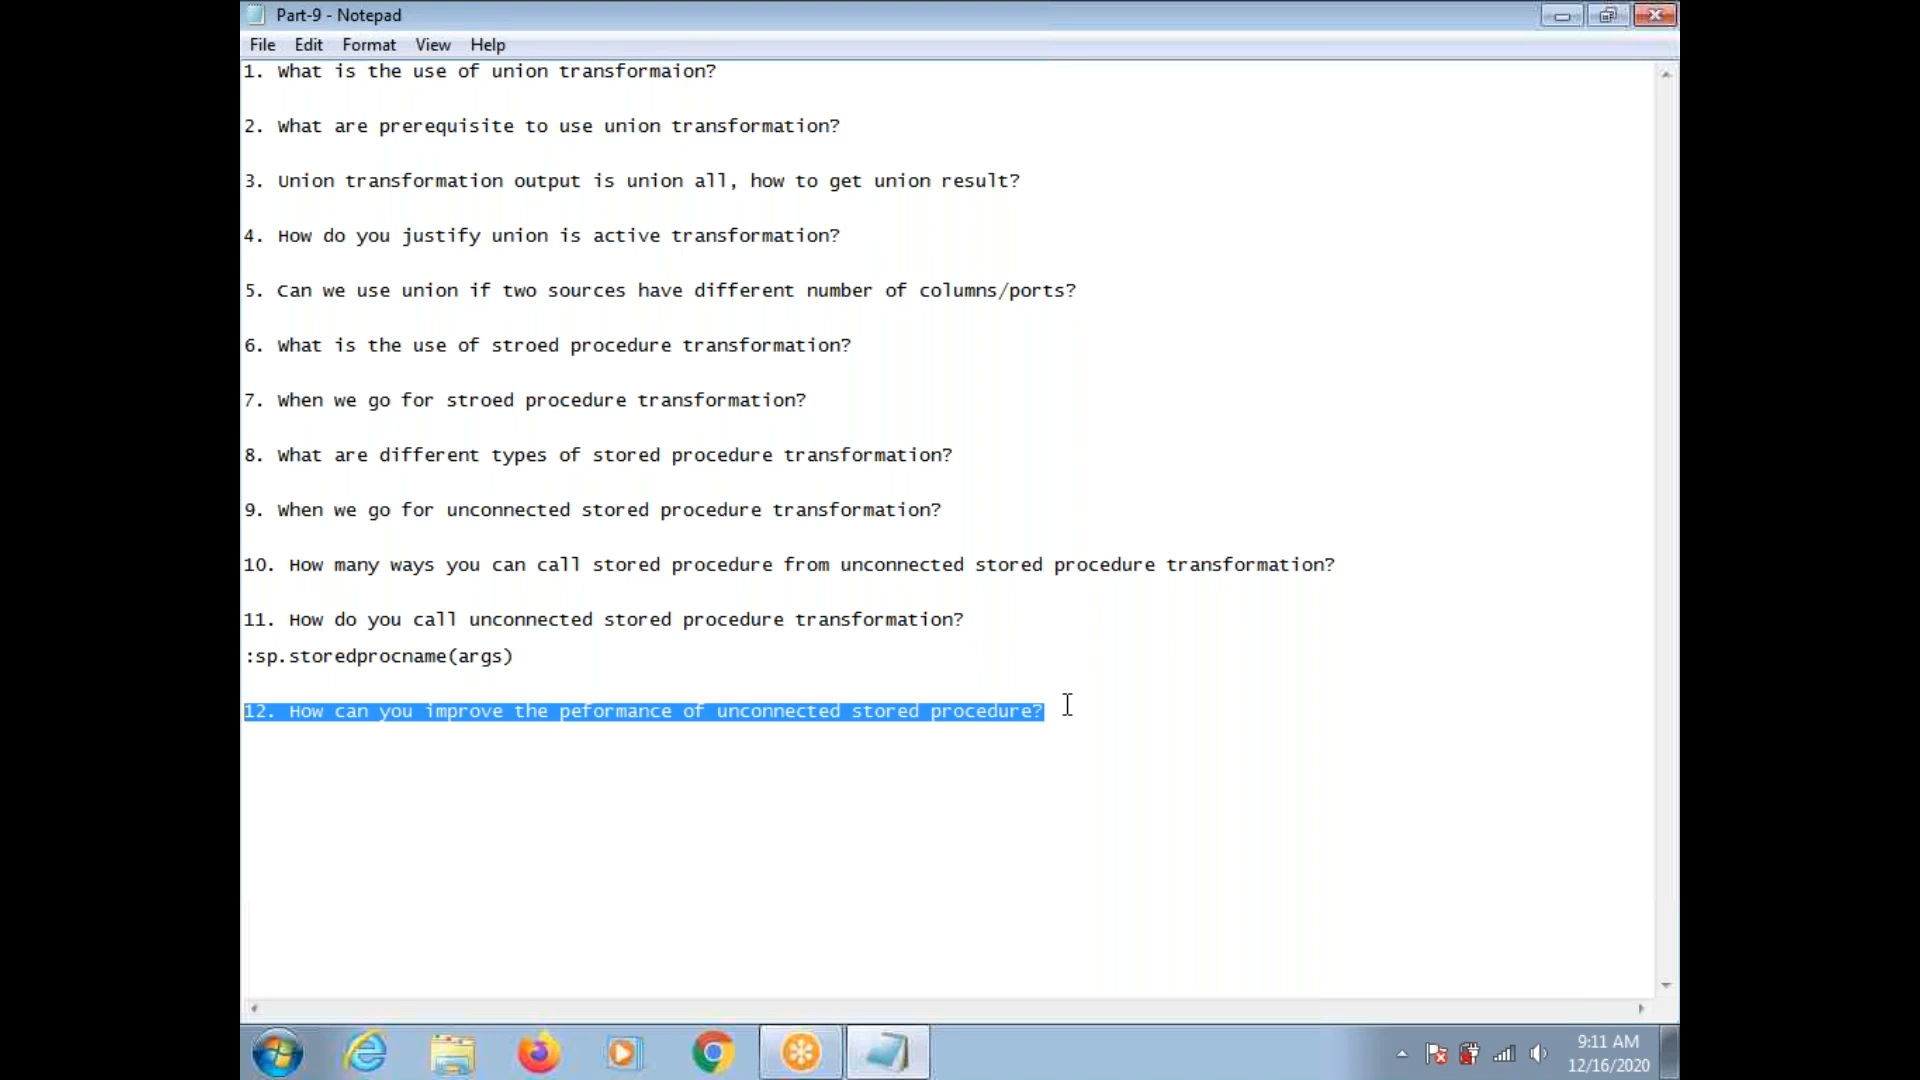 Part-9 - Notepad
File Edit Format View Help
1. What is the use of union transformaion?
2. What are prerequisite to use union transformation?
3. Union transformation output is union all, how to get union result?
4. How do you justify union is active transformation?
5. Can we use union if two sources have different number of columns/ports?
6. What is the use of stroed procedure transformation?
7. When we go for stroed procedure transformation?
8. What are different types of stored procedure transformation?
9. When we go for unconnected stored procedure transformation?
10. How many ways you can call stored procedure from unconnected stored procedure transformation?
11. How do you call unconnected stored procedure transformation?
:sp.storedprocname(args)
12. How can you improve the peformance of unconnected stored procedure?
9:11 AM
12/16/2020